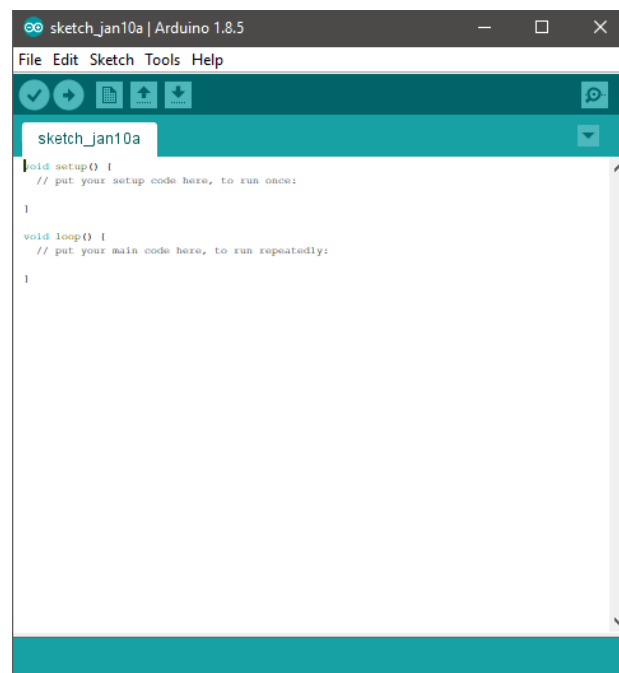 sketch_jan10a | Arduino 1.8.5
File Edit Sketch Tools Help
sketch_jan10a
void setup() {
// put your setup code here, to run once:
}
void loop() {
// put your main code here, to run repeatedly:
}